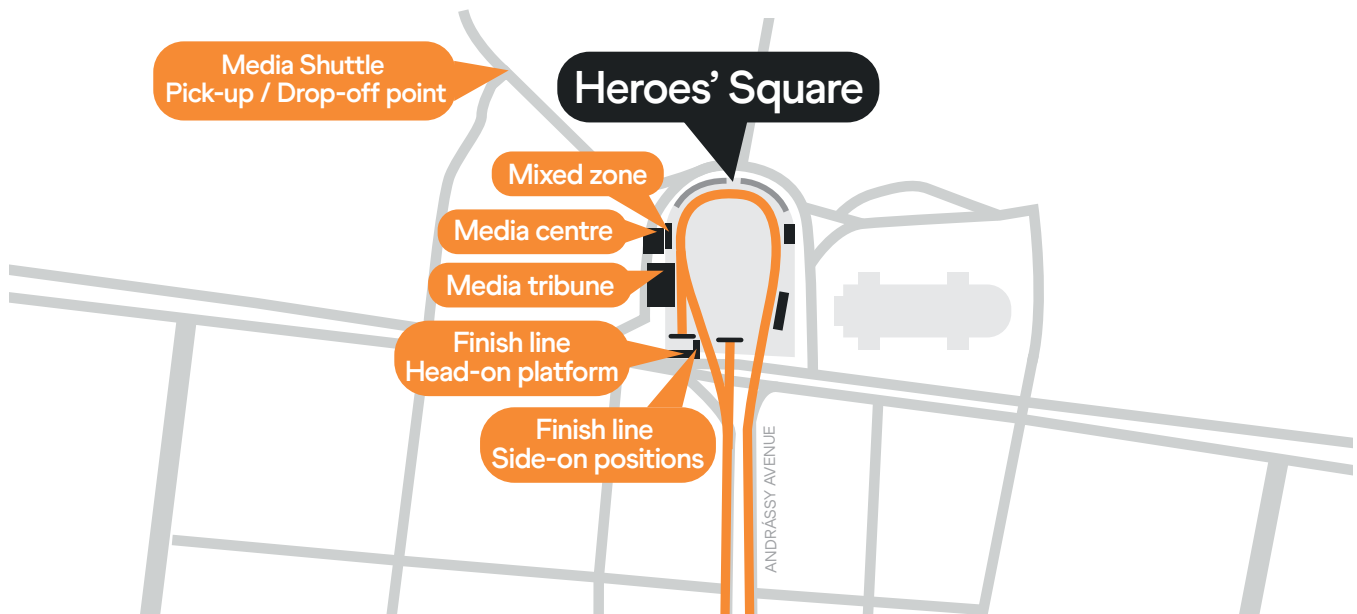 Media Shuttle
Pick-up / Drop-off point
Heroes’ Square
Mixed zone
Media centre
Media tribune
Finish line
Head-on platform
Finish line
Side-on positions
ANDRÁSSY AVENUE